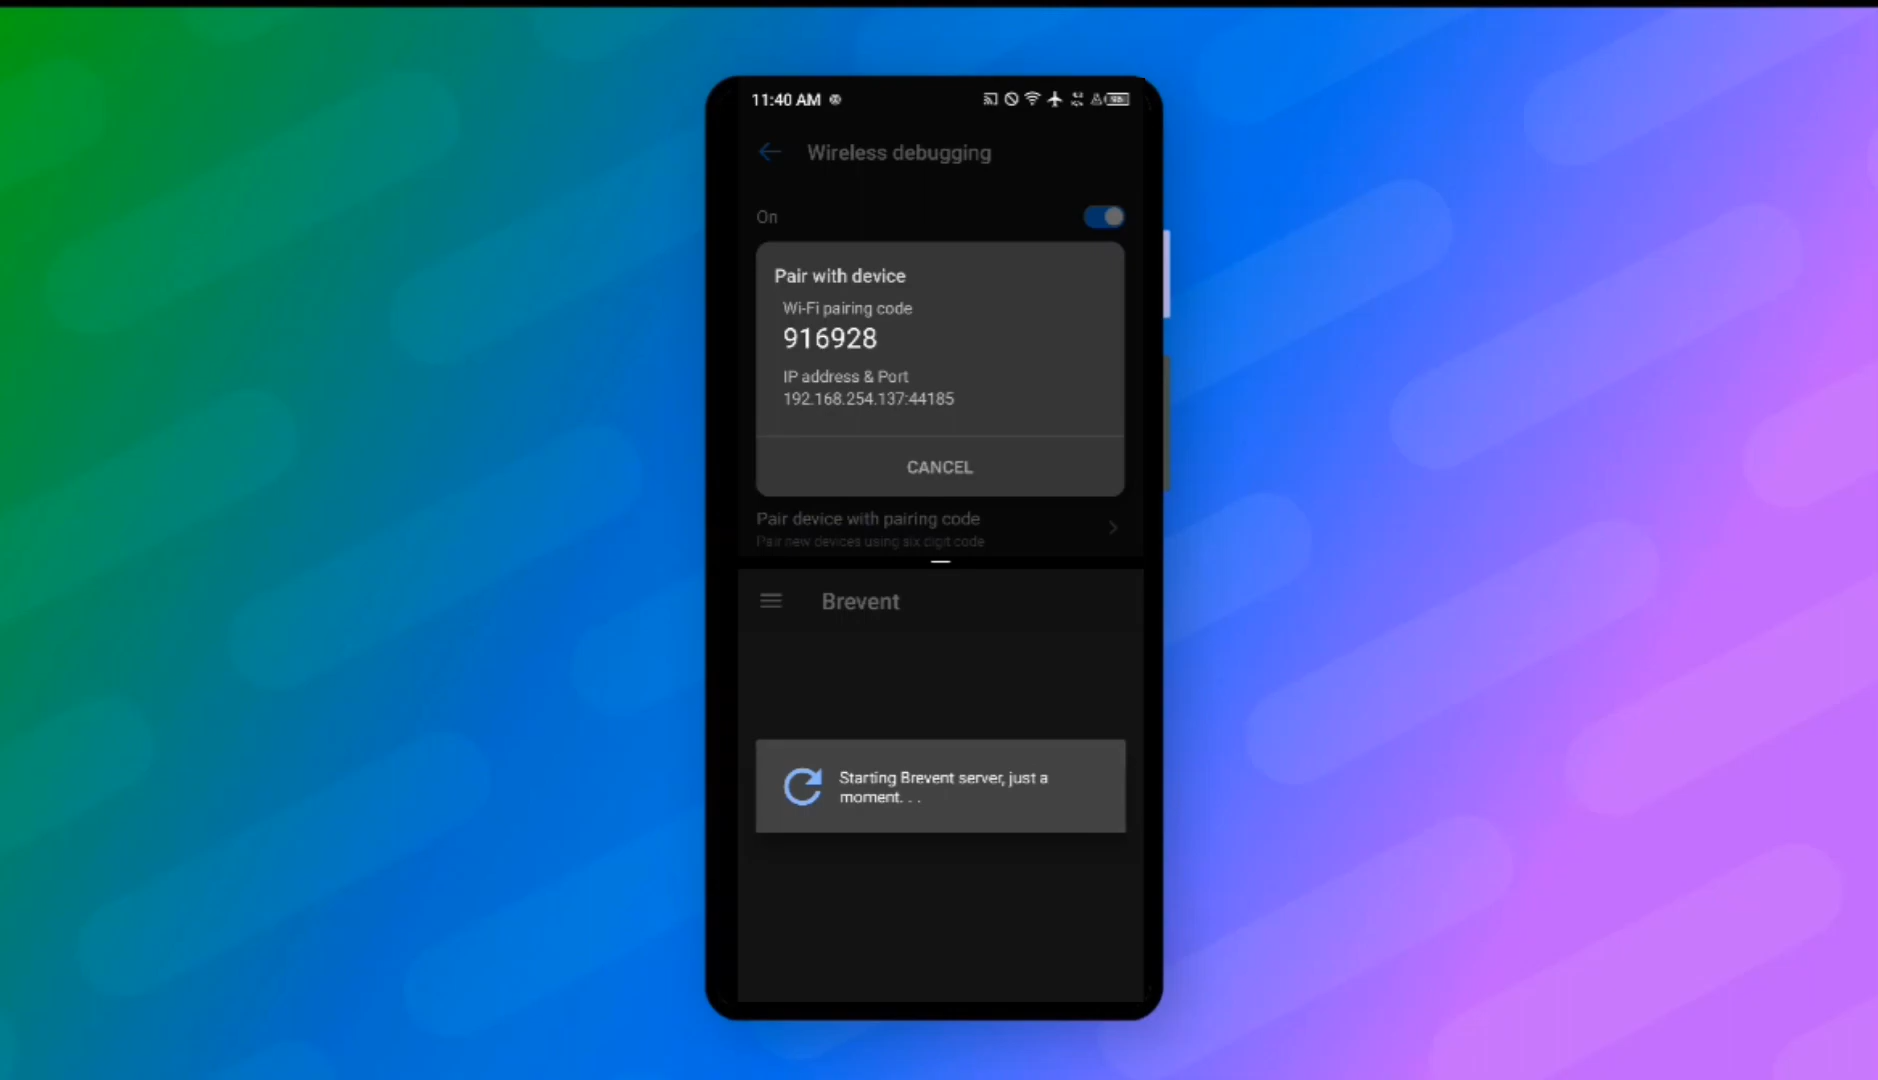 11:40 AM
Wireless debugging
On
Pair with device
Wi-Fi pairing code
916928
IP address & Port
192.168.254.137:44185
CANCEL
Pair device with pairing code
Pair new devices using six digit code
Brevent
Starting Brevent server, just a
moment. . .